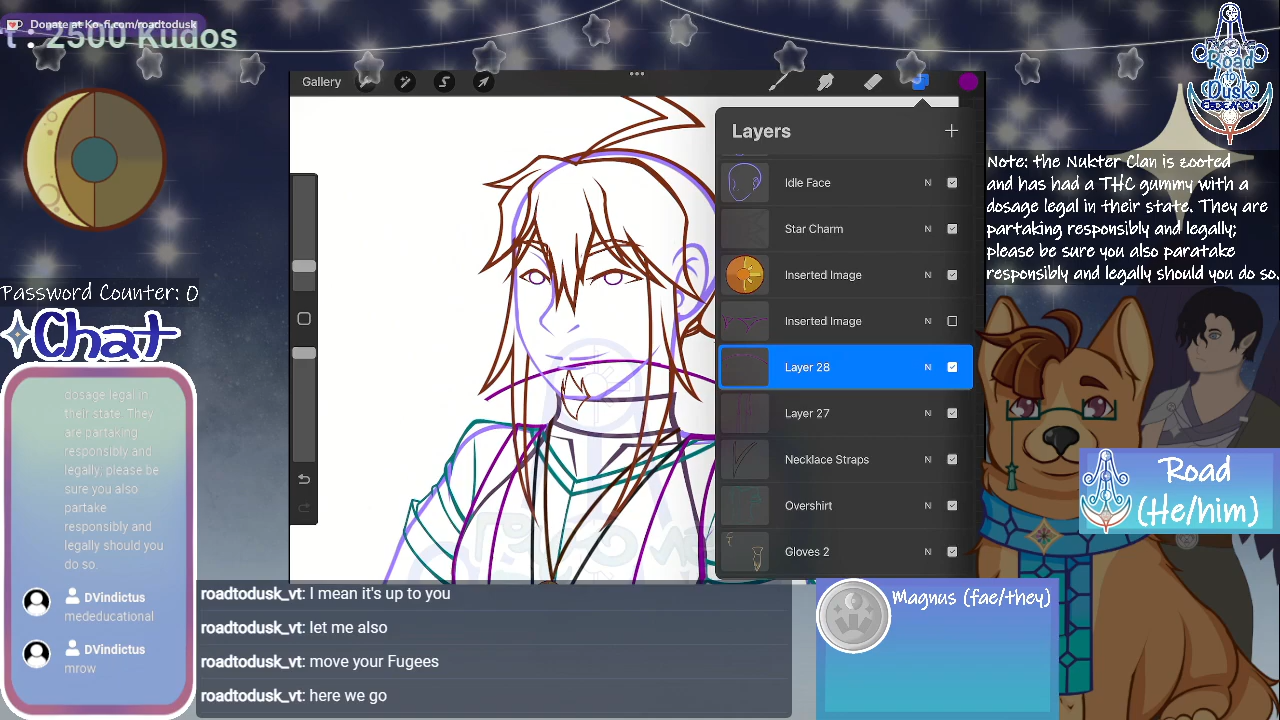 Donate at Ko-fi.com/roadtodusk
t : 2500 Kudos
Gallery
Layers
Idle Face N
Star Charm N
Inserted Image N
Inserted Image N
Layer 28 N
Layer 27 N
Necklace Straps N
Overshirt N
Gloves 2 N
Road
to
Dusk
Note: the Nukter Clan is zooted
and has had a THC gummy with a
dosage legal in their state. They are
partaking responsibly and legally;
please be sure you also paratake
responsibly and legally should you do so.
Password Counter: 0
Chat
dosage legal in
their state. They
are partaking
responsibly and
legally, please be
sure you also
partake
responsibly and
legally should you
do so.
DVindictus
mededucational
DVindictus
mrow
roadtodusk_vt: I mean it's up to you
roadtodusk_vt: let me also
roadtodusk_vt: move your Fugees
roadtodusk_vt: here we go
Road
(He/him)
Magnus (fae/they)